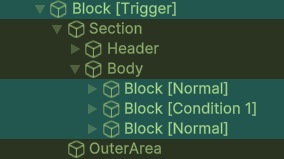 Block [Trigger]
Section
Header
Body
Block [Normal]
Block [Condition 1]
Block [Normal]
OuterArea